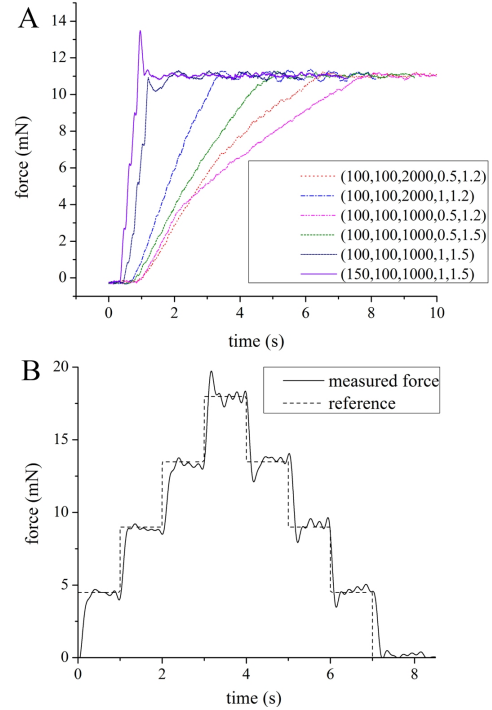 A
14
12
10
8
6
4
2
0
force (mN)
(100,100,2000,0.5,1.2)
(100,100,2000,1,1.2)
(100,100,1000,0.5,1.2)
(100,100,1000,0.5,1.5)
(100,100,1000,1,1.5)
(150,100,1000,1,1.5)
0 2 4 6 8 10
time (s)
B
20
15
10
5
0
force (mN)
measured force
reference
0 2 4 6 8
time (s)